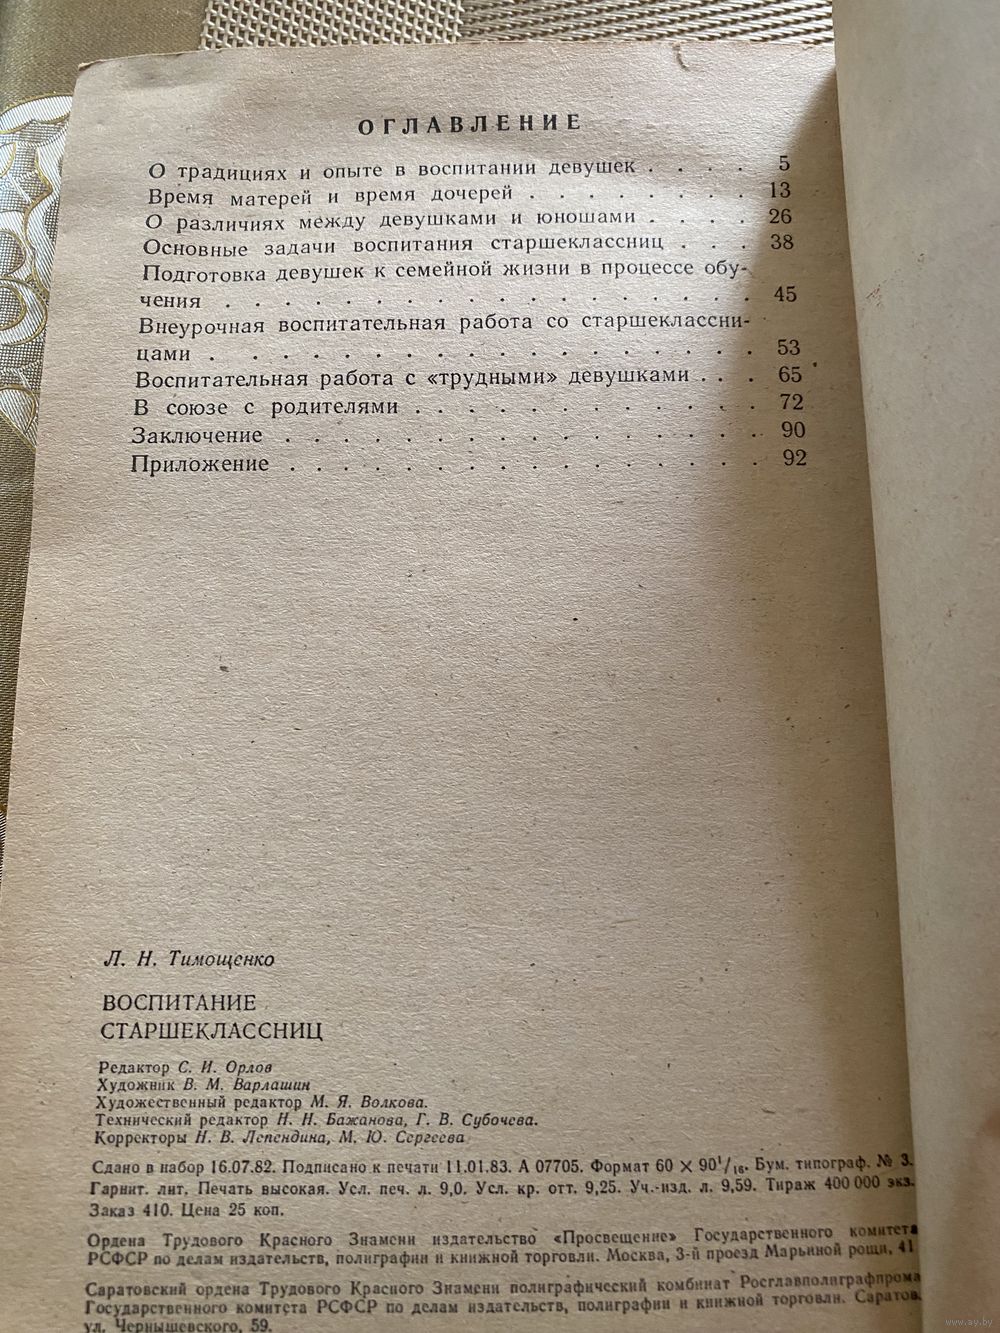 ОГЛАВЛЕНИЕ
О традициях и опыте в воспитании девушек . . . . 5
Время матерей и время дочерей . . . . . . . . 13
О различиях между девушками и юношами . . . . 26
Основные задачи воспитания старшеклассниц . . . 38
Подготовка девушек к семейной жизни в процессе обу-
чения . . . . . . . . . . . . . . . . . . 45
Внеурочная воспитательная работа со старшеклассни-
цами . . . . . . . . . . . . . . . . . . 53
Воспитательная работа с «трудными» девушками . . . 65
В союзе с родителями . . . . . . . . . . . . 72
Заключение . . . . . . . . . . . . . . . . 90
Приложение . . . . . . . . . . . . . . . . 92
Л. Н. Тимощенко
ВОСПИТАНИЕ
СТАРШЕКЛАССНИЦ
Редактор С. И. Орлов
Художник В. М. Варлашин
Художественный редактор М. Я. Волкова.
Технический редактор Н. Н. Бажанова, Г. В. Субочева.
Корректоры Н. В. Лепендина, М. Ю. Сергеева
Сдано в набор 16.07.82. Подписано к печати 11.01.83. А 07705. Формат 60 × 90¹/₁₆. Бум. типограф. № 3.
Гарнит. лит. Печать высокая. Усл. печ. л. 9,0. Усл. кр. отт. 9,25. Уч.-изд. л. 9,59. Тираж 400 000 экз.
Заказ 410. Цена 25 коп.
Ордена Трудового Красного Знамени издательство «Просвещение» Государственного комитета
РСФСР по делам издательств, полиграфии и книжной торговли. Москва, 3-й проезд Марьиной рощи, 41
Саратовский ордена Трудового Красного Знамени полиграфический комбинат Росглавполиграфпрома
Государственного комитета РСФСР по делам издательств, полиграфии и книжной торговли. Саратов,
ул. Чернышевского, 59.
www.ay.by